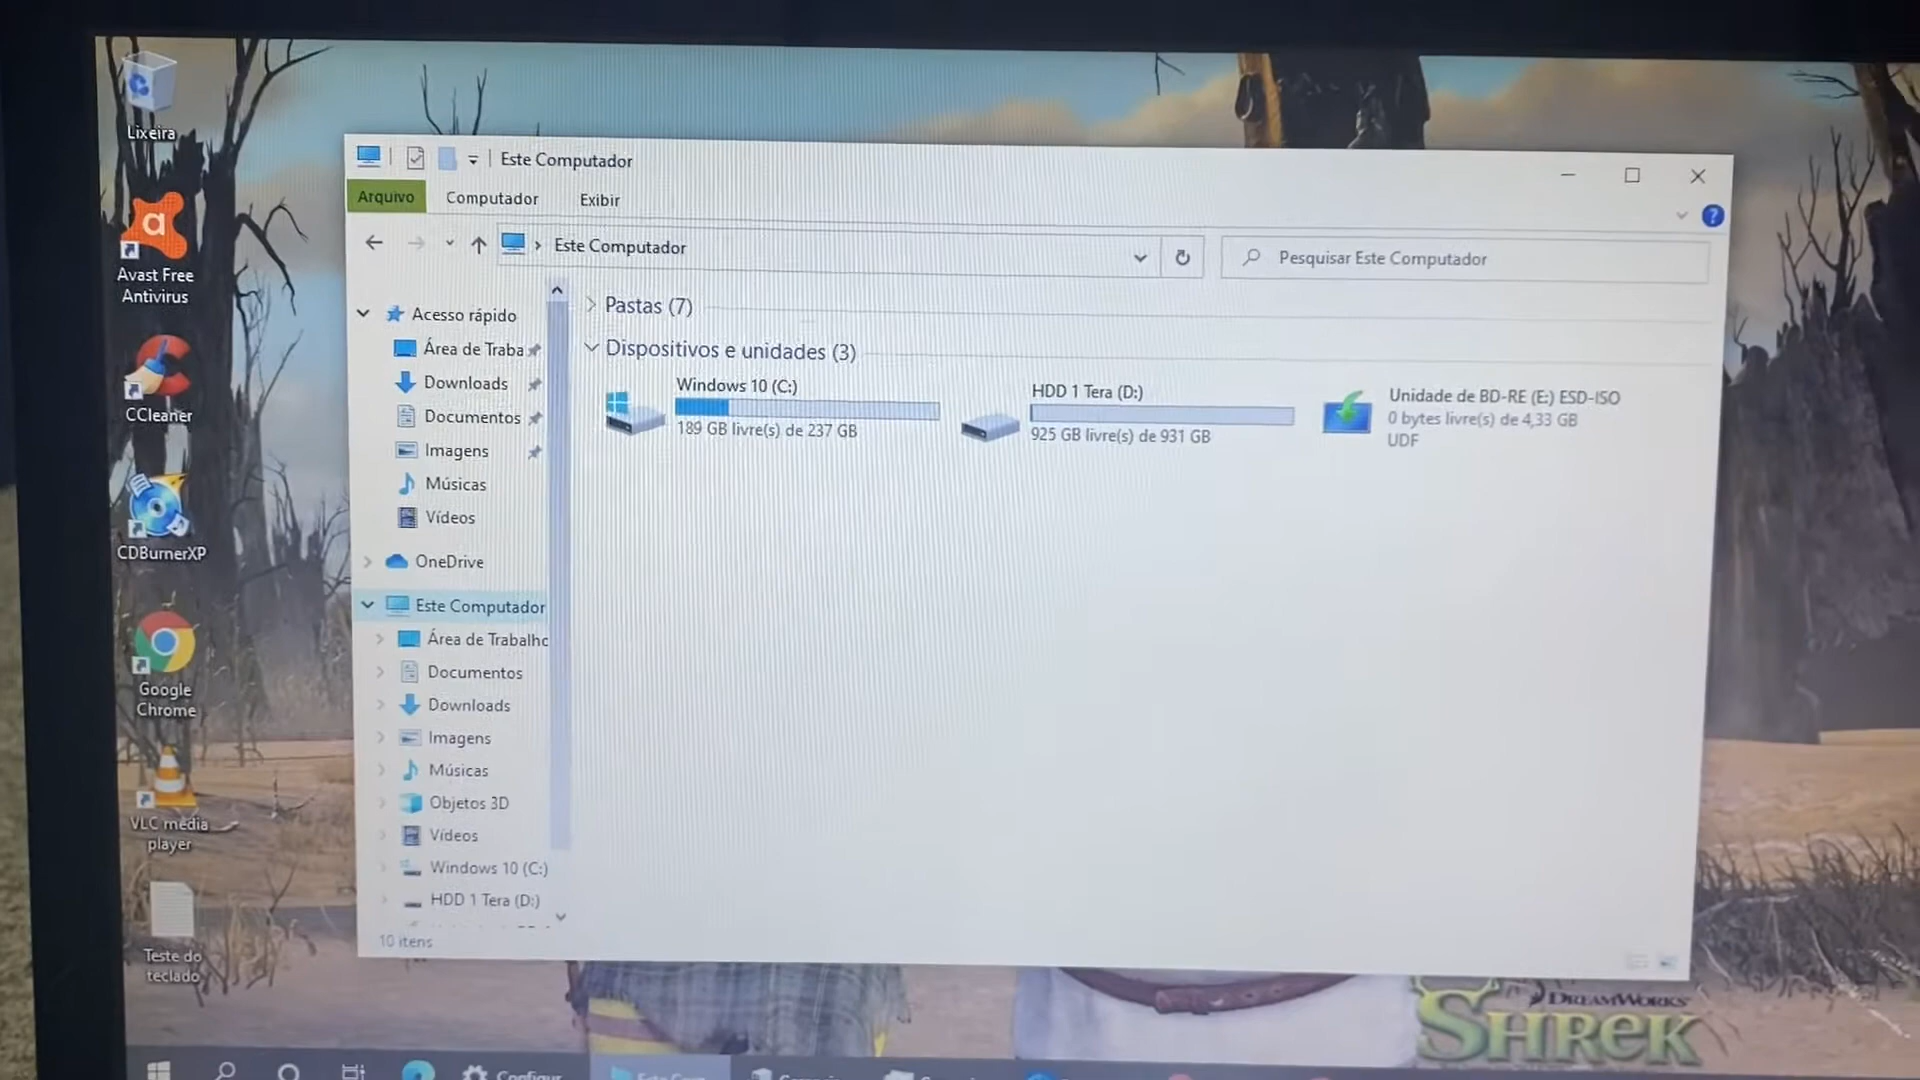 Lixeira
Avast Free
Antivirus
CCleaner
CDBurnerXP
Google
Chrome
VLC media
player
Teste do
teclado
Este Computador
Arquivo
Computador
Exibir
Este Computador
Pesquisar Este Computador
Acesso rápido
Área de Traba
Downloads
Documentos
Imagens
Músicas
Vídeos
OneDrive
Este Computador
Área de Trabalho
Documentos
Downloads
Imagens
Músicas
Objetos 3D
Vídeos
Windows 10 (C:)
HDD 1 Tera (D:)
10 itens
Pastas (7)
Dispositivos e unidades (3)
Windows 10 (C:)
189 GB livre(s) de 237 GB
HDD 1 Tera (D:)
925 GB livre(s) de 931 GB
Unidade de BD-RE (E:) ESD-ISO
0 bytes livre(s) de 4,33 GB
UDF
DREAMWORKS
SHREK